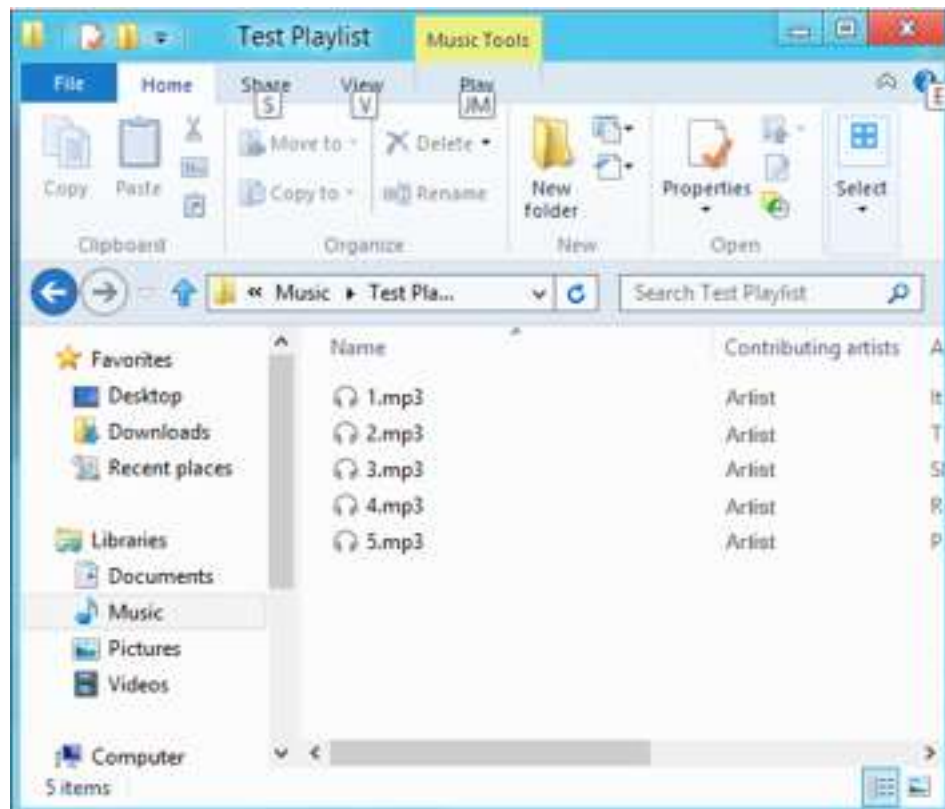 Test Playlist Music Tools
File Home Share View Play
S V JM E
Copy Paste Move to Delete New folder Properties Select
Copy to Rename
Clipboard Organize New Open
« Music Test Pla... Search Test Playlist
Name Contributing artists A
Favorites
Desktop 1.mp3 Artist It
Downloads 2.mp3 Artist T
Recent places 3.mp3 Artist Si
4.mp3 Artist R
Libraries 5.mp3 Artist P
Documents
Music
Pictures
Videos
Computer
5 items